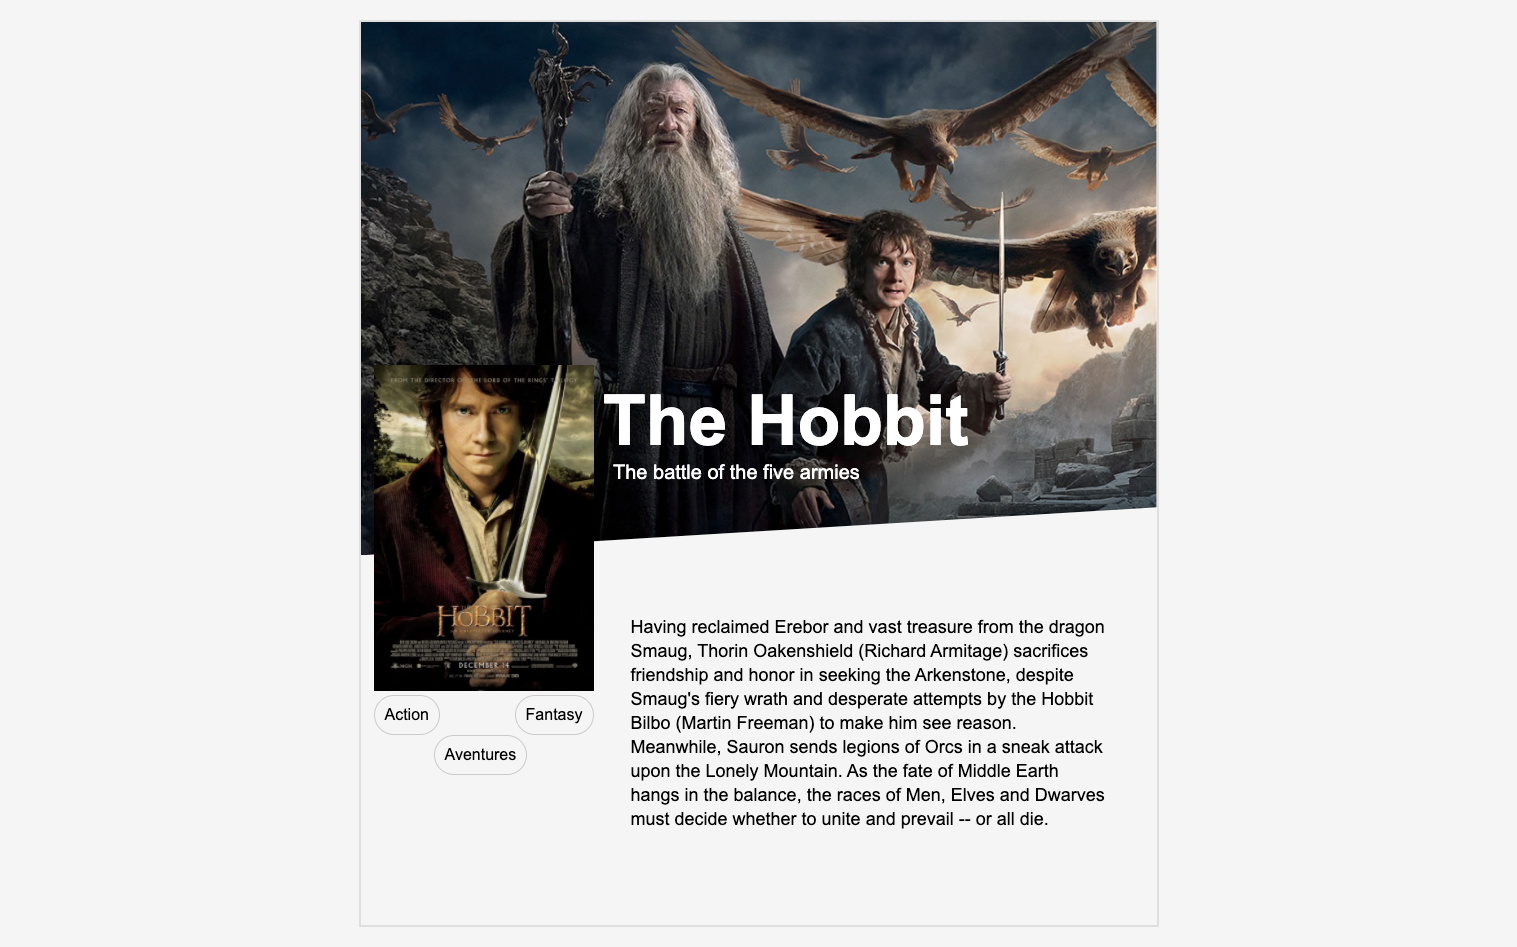 FROM THE DIRECTOR OF THE LORD OF THE RINGS TRILOGY
The Hobbit
The battle of the five armies
THE
HOBBIT
AN UNEXPECTED JOURNEY
DECEMBER 14
Action
Fantasy
Aventures
Having reclaimed Erebor and vast treasure from the dragon
Smaug, Thorin Oakenshield (Richard Armitage) sacrifices
friendship and honor in seeking the Arkenstone, despite
Smaug's fiery wrath and desperate attempts by the Hobbit
Bilbo (Martin Freeman) to make him see reason.
Meanwhile, Sauron sends legions of Orcs in a sneak attack
upon the Lonely Mountain. As the fate of Middle Earth
hangs in the balance, the races of Men, Elves and Dwarves
must decide whether to unite and prevail -- or all die.